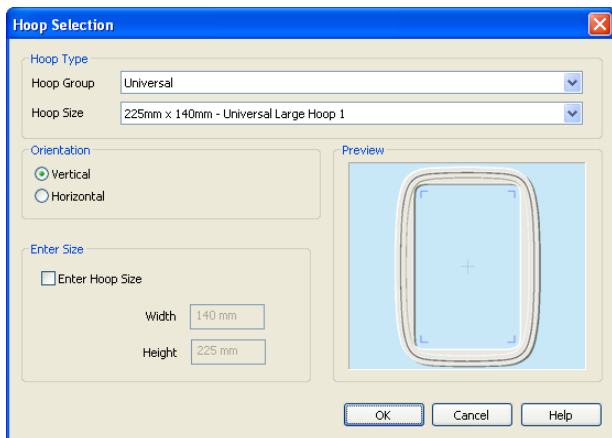 Hoop Selection
Hoop Type
Hoop Group Universal
Hoop Size 225mm x 140mm - Universal Large Hoop 1
Orientation
Vertical
Horizontal
Preview
Enter Size
Enter Hoop Size
Width 140 mm
Height 225 mm
OK Cancel Help